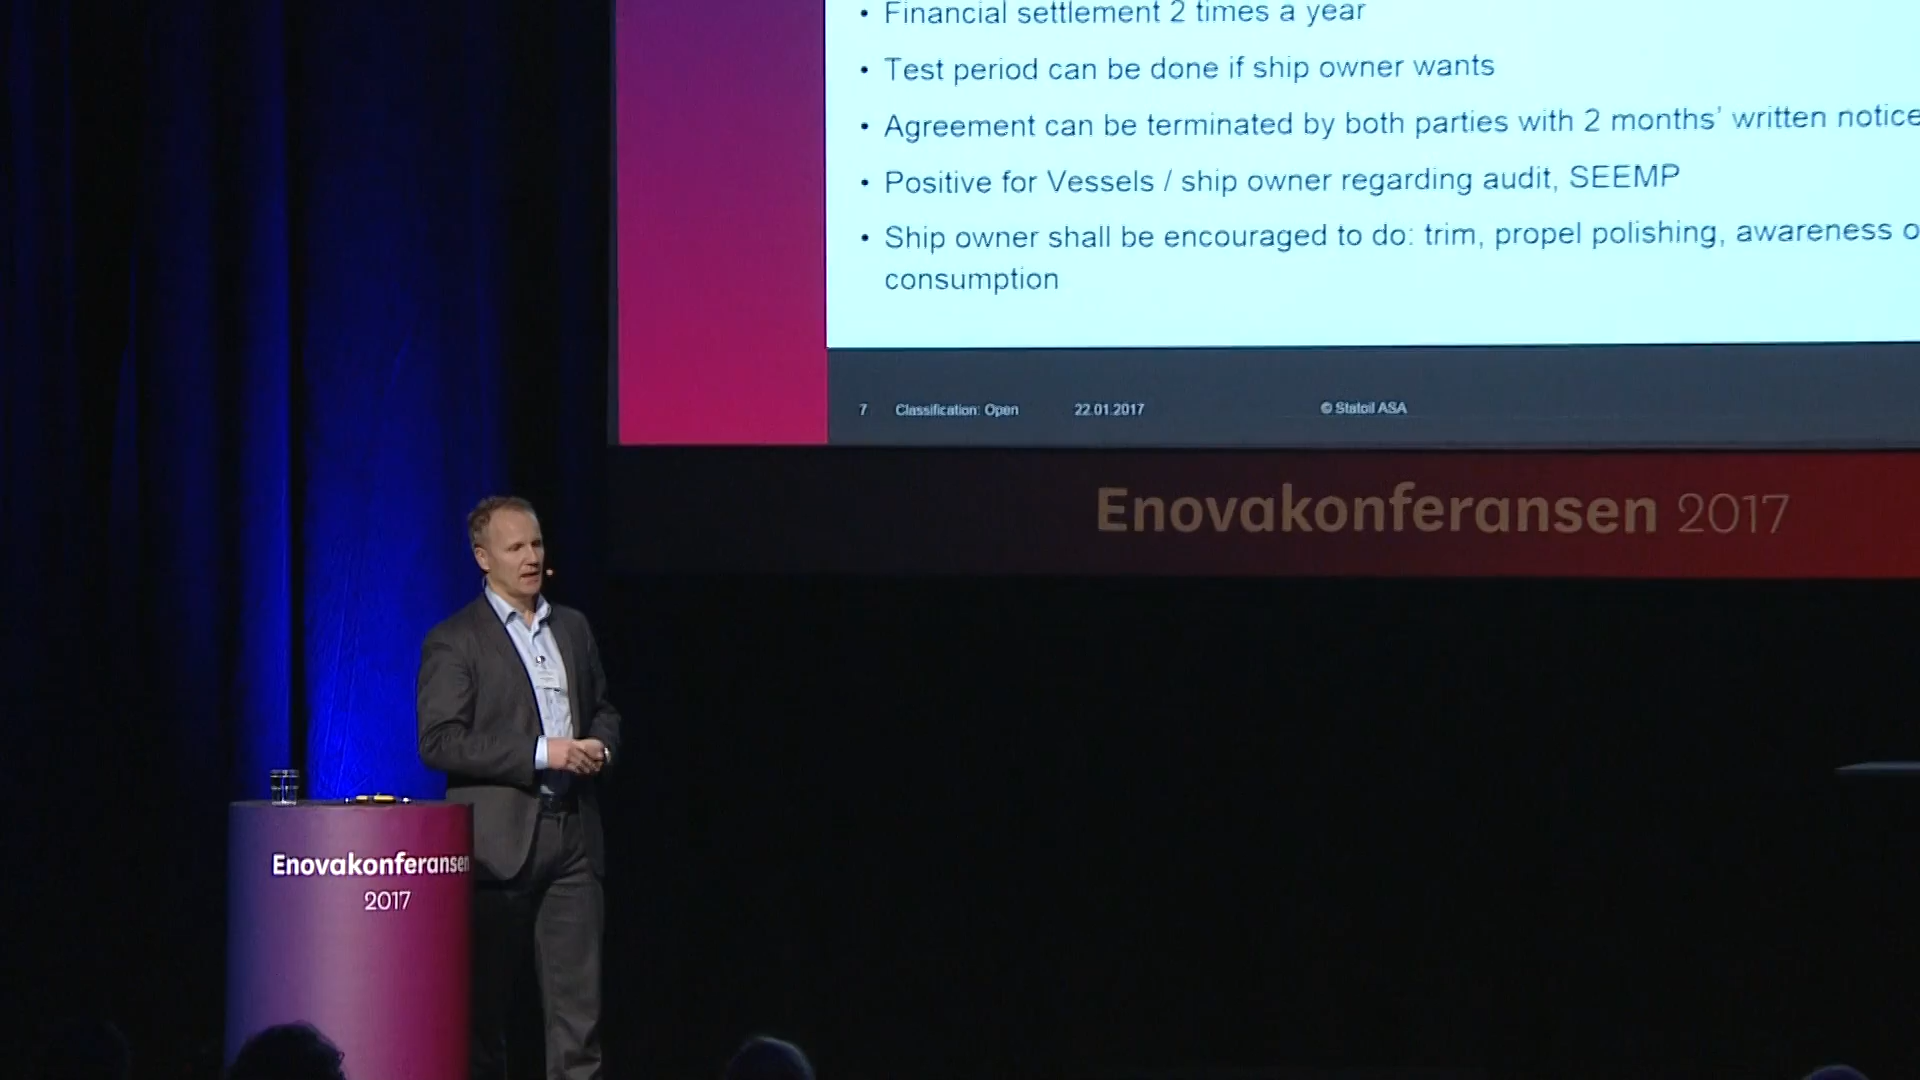 • Financial settlement 2 times a year
• Test period can be done if ship owner wants
• Agreement can be terminated by both parties with 2 months’ written notice
• Positive for Vessels / ship owner regarding audit, SEEMP
• Ship owner shall be encouraged to do: trim, propel polishing, awareness o
consumption
7 Classification: Open 22.01.2017 © Statoil ASA
Enovakonferansen 2017
Enovakonferansen
2017